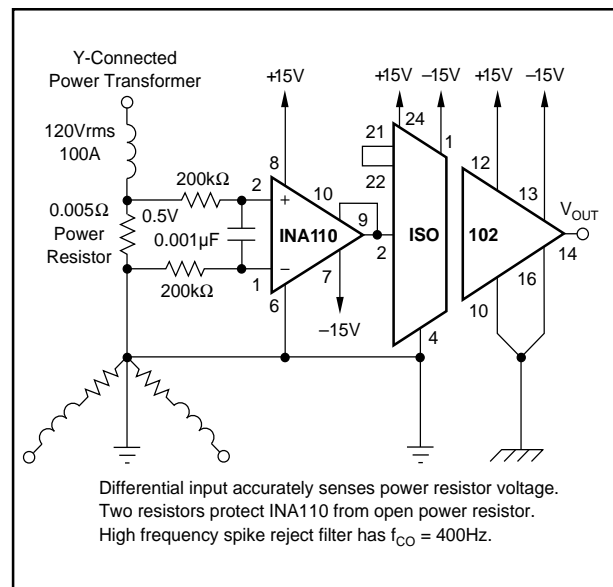 Y-Connected
Power Transformer
120Vrms
100A
0.005Ω
Power
Resistor
0.5V
200kΩ
0.001µF
200kΩ
+15V
8
2
+
10
9
INA110
–
1
7
6
–15V
+15V
–15V
24
21
1
22
2
ISO
4
+15V
–15V
12
13
102
VOUT
14
16
10
Differential input accurately senses power resistor voltage.
Two resistors protect INA110 from open power resistor.
High frequency spike reject filter has fCO = 400Hz.